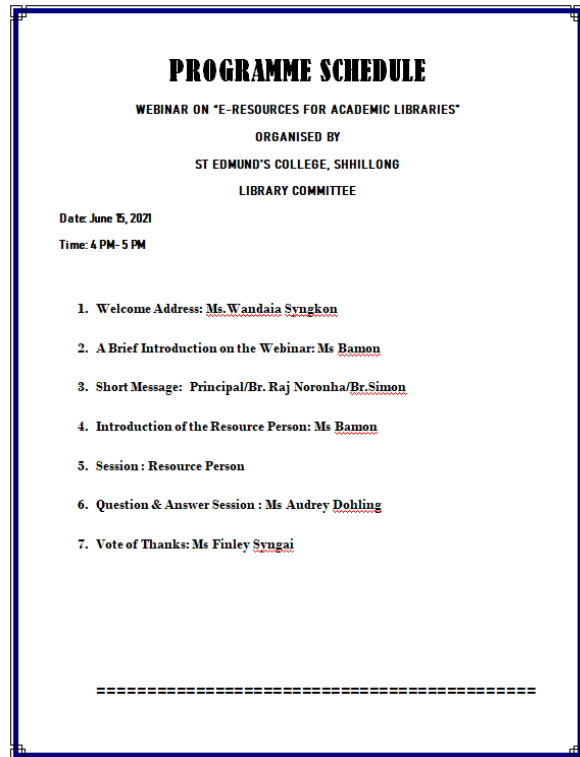 PROGRAMME SCHEDULE
WEBINAR ON "E-RESOURCES FOR ACADEMIC LIBRARIES"
ORGANISED BY
ST EDMUND'S COLLEGE, SHHILLONG
LIBRARY COMMITTEE
Date: June 15, 2021
Time: 4 PM- 5 PM
1. Welcome Address: Ms.Wandaia Syngkon
2. A Brief Introduction on the Webinar: Ms Bamon
3. Short Message: Principal/Br. Raj Noronha/Br.Simon
4. Introduction of the Resource Person: Ms Bamon
5. Session : Resource Person
6. Question & Answer Session : Ms Audrey Dohling
7. Vote of Thanks: Ms Finley Syngai
===========================================